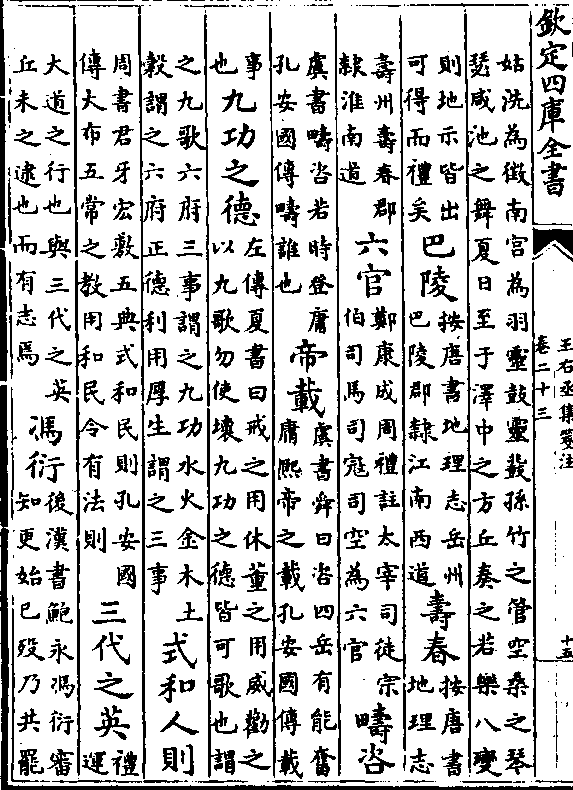 欽定四庫全書
王右丞集箋注
卷二十三
十五
姑洗為徵南宫為羽靈鼓靈鼗孫竹之管空桑之琴
瑟咸池之舞夏日至于澤中之方丘奏之若樂八變
則地示皆出
可得而禮矣
巴陵
按唐書地理志岳州
巴陵郡隸江南西道
壽春
按唐書
地理志
壽州壽春郡
隸淮南道
六官
鄭康成周禮註太宰司徒宗
伯司馬司寇司空為六官
疇咨
虞書疇咨若時登庸
孔安國傳疇誰也
帝載
虞書舜曰咨四岳有能奮
庸熙帝之載孔安國傳載
事
也
九功之德
左傳夏書曰戒之用休董之用威勸之
以九歌勿使壞九功之德皆可歌也謂
之九歌六府三事謂之九功水火金木土
榖謂之六府正德利用厚生謂之三事
式和人則
周書君牙宏敷五典式和民則孔安國
傳大布五常之教用和民令有法則
三代之英
禮
運
大道之行也與三代之英
丘未之逮也而有志焉
馮衍
後漢書鮑永馮衍審
知更始已歿乃共罷